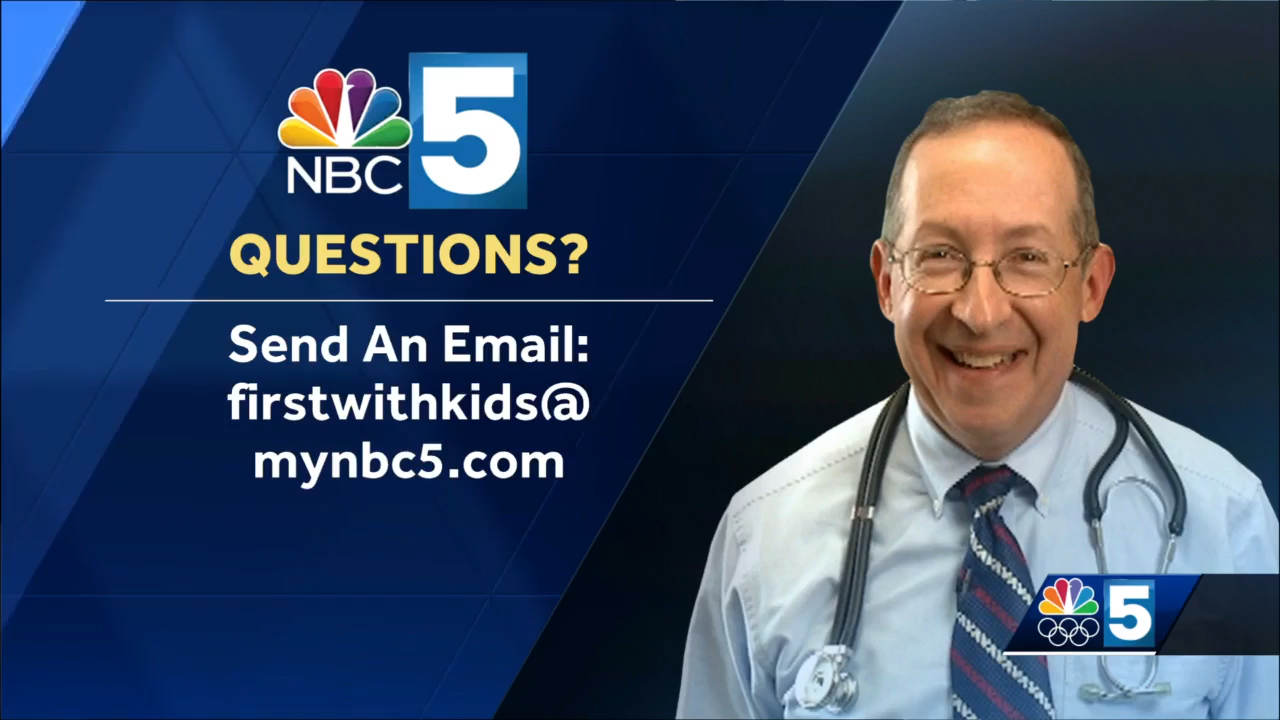 NBC 5
QUESTIONS?
Send An Email:
firstwithkids@
mynbc5.com
5